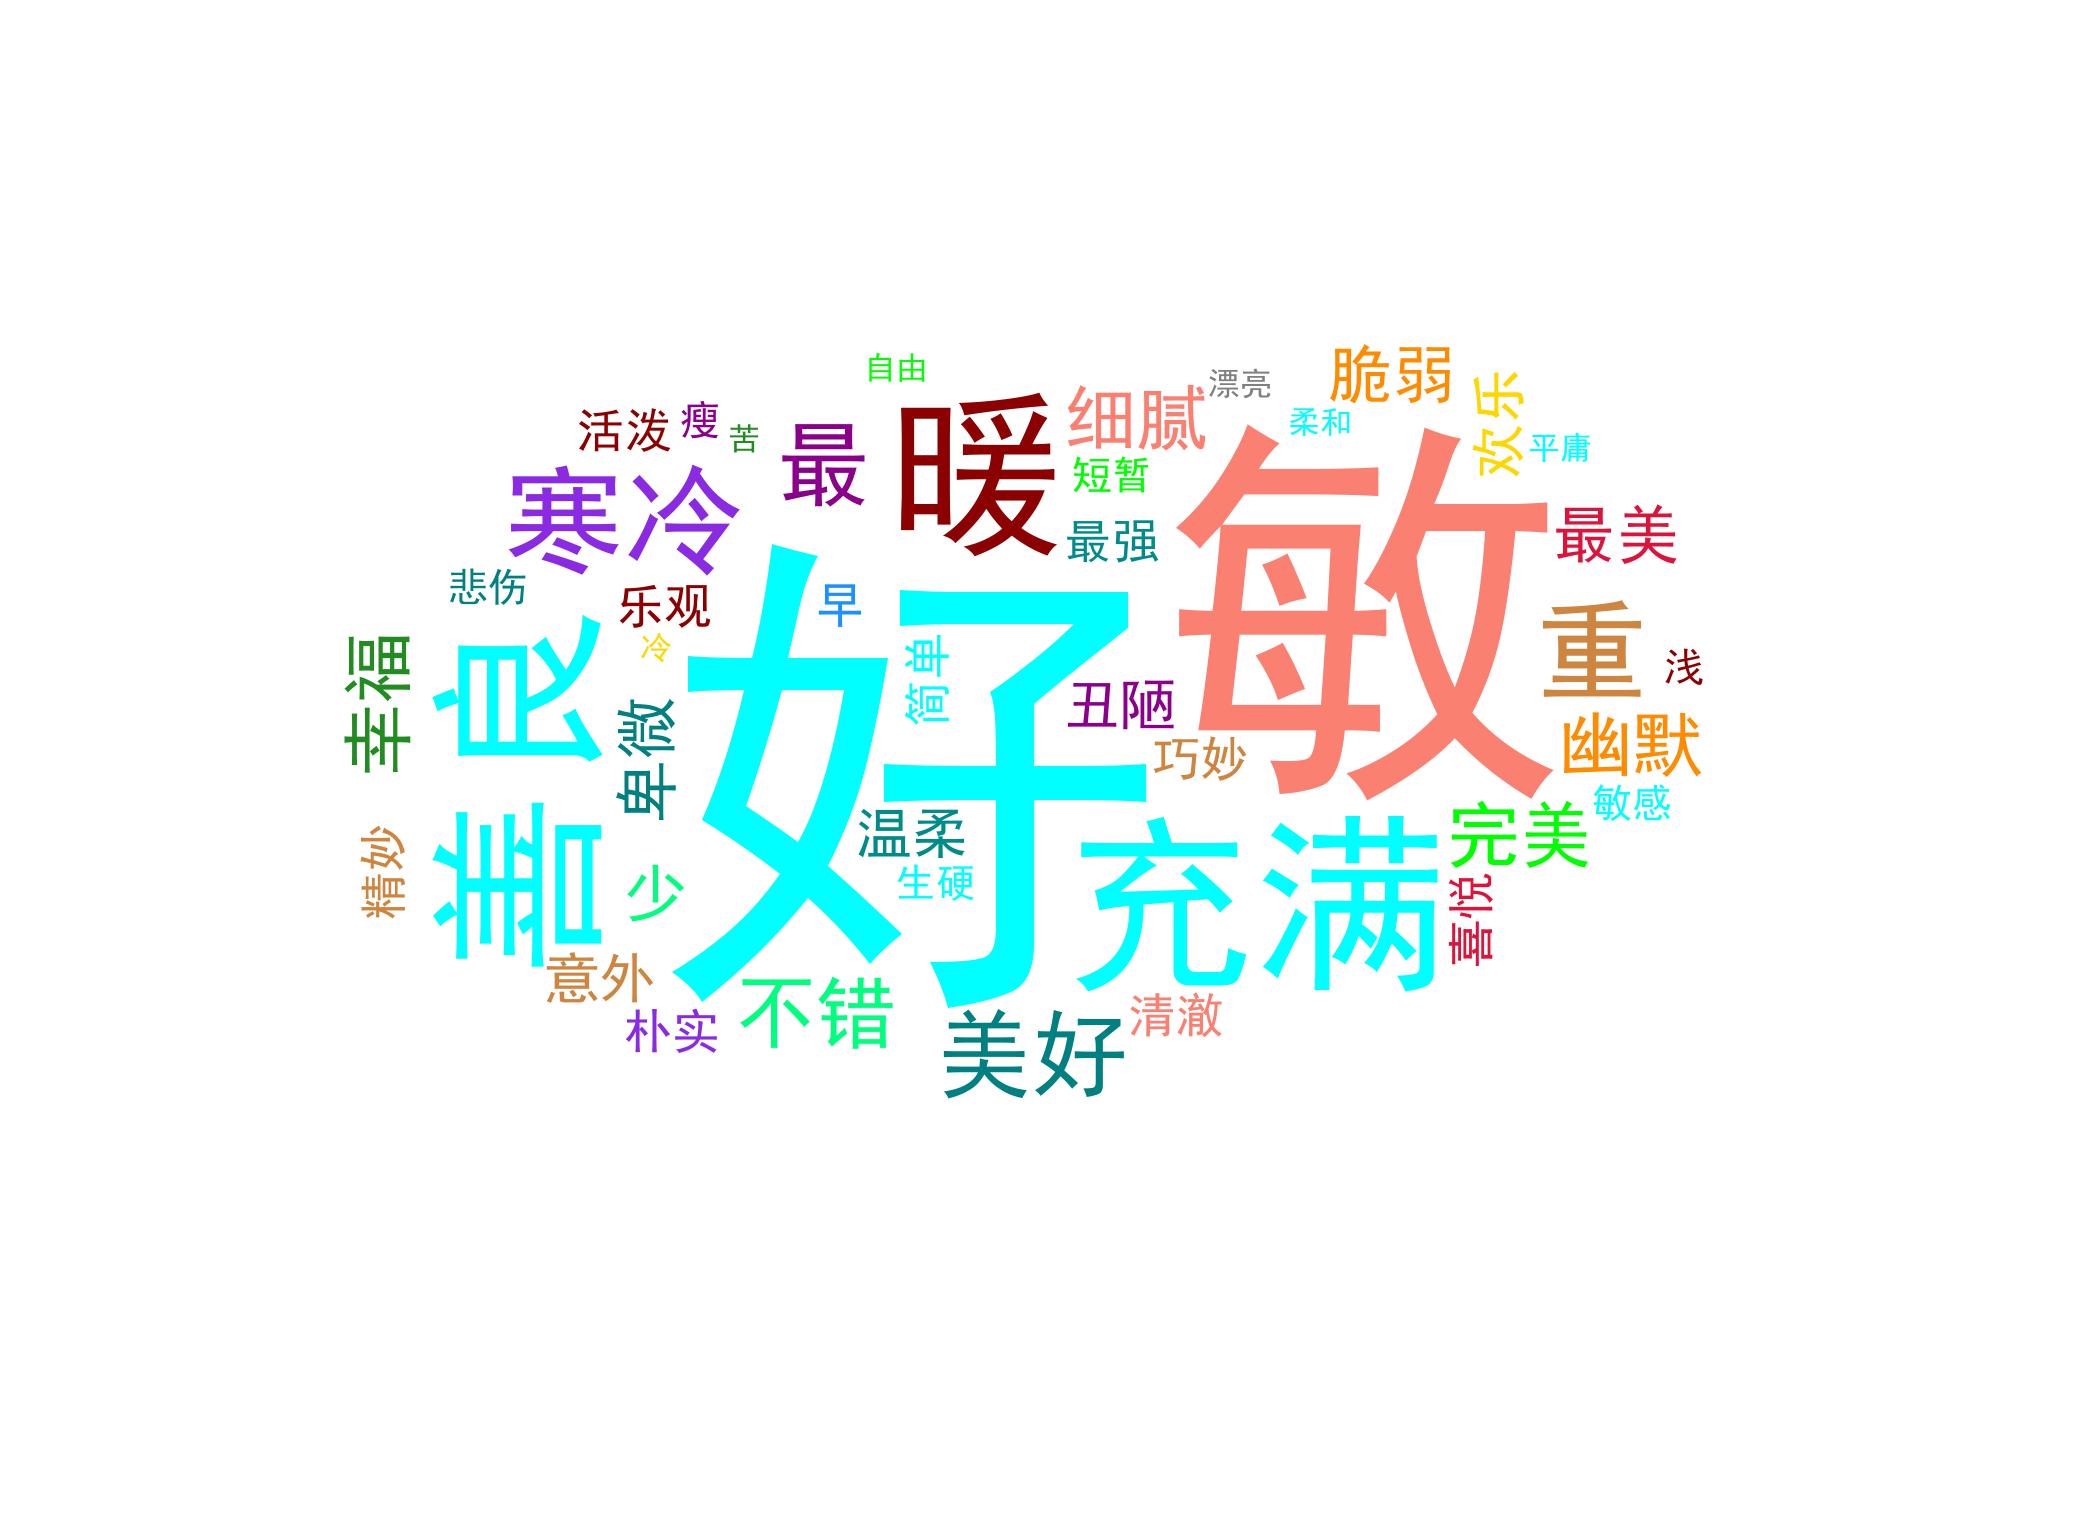 自由
漂亮
脆弱
欢乐
活泼
瘦
苦
最
暖
细腻
柔和
平庸
短暂
寒冷
最强
敏
最美
悲伤
乐观
早
冷
好
简单
重
浅
幸福
善良
卑微
丑陋
巧妙
幽默
敏感
温柔
充满
完美
精妙
少
生硬
喜悦
意外
朴实
不错
美好
清澈